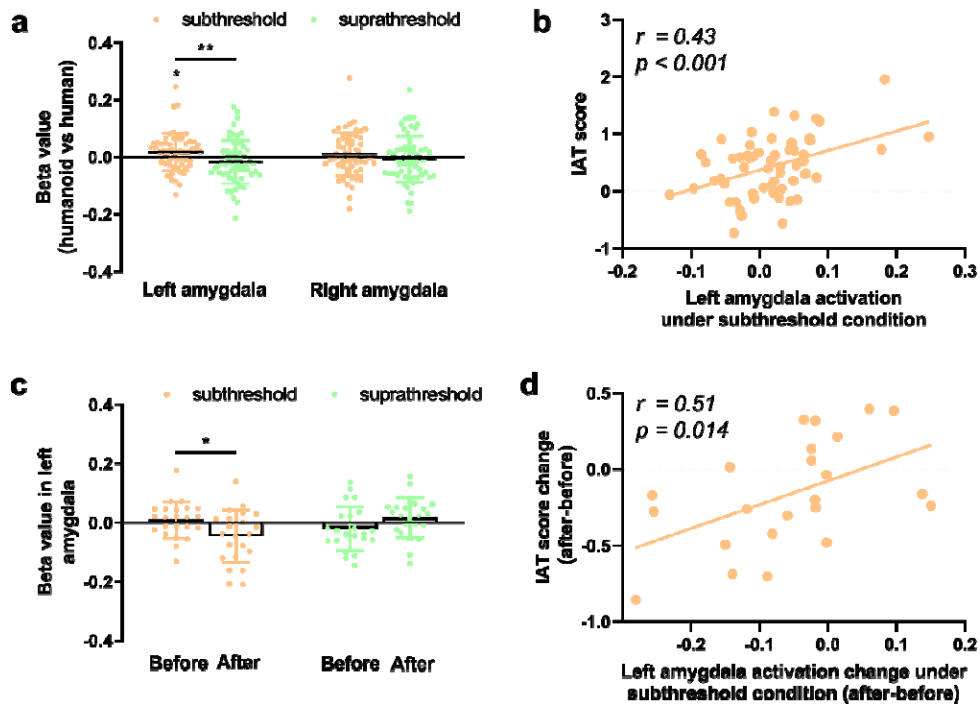 a
subthreshold
suprathreshold
Beta value
(humanoid vs human)
0.4
0.2
0.0
-0.2
-0.4
*
**
Left amygdala
Right amygdala
b
r = 0.43
p < 0.001
IAT score
3
2
1
0
-1
-0.2
-0.1
0.0
0.1
0.2
0.3
Left amygdala activation
under subthreshold condition
c
subthreshold
suprathreshold
Beta value in left
amygdala
0.4
0.2
0.0
-0.2
-0.4
*
Before After
Before After
d
r = 0.51
p = 0.014
IAT score change
(after-before)
0.5
0.0
-0.5
-1.0
-0.2
-0.1
0.0
0.1
0.2
Left amygdala activation change under
subthreshold condition (after-before)